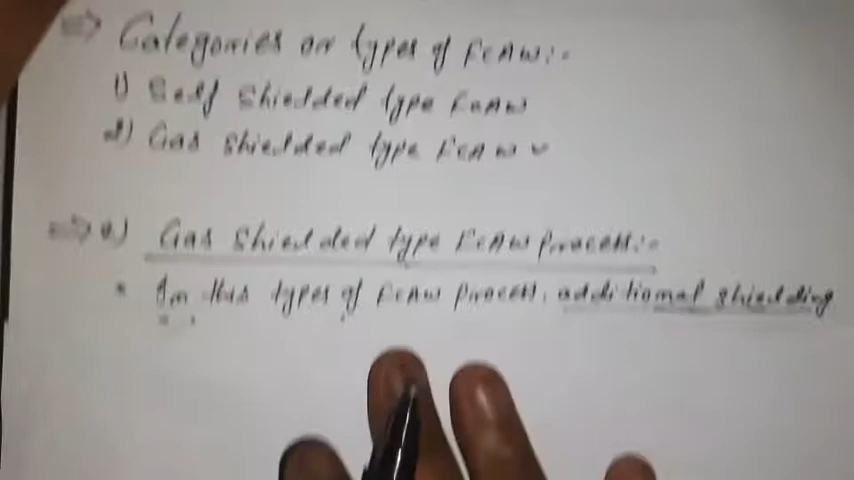 ⇒ Categories or types of FCAW:-
1) Self Shielded type FCAW
2) Gas Shielded type FCAW ✓
⇒ 2) Gas Shielded type FCAW Process:-
* In this types of FCAW Process, additional shielding